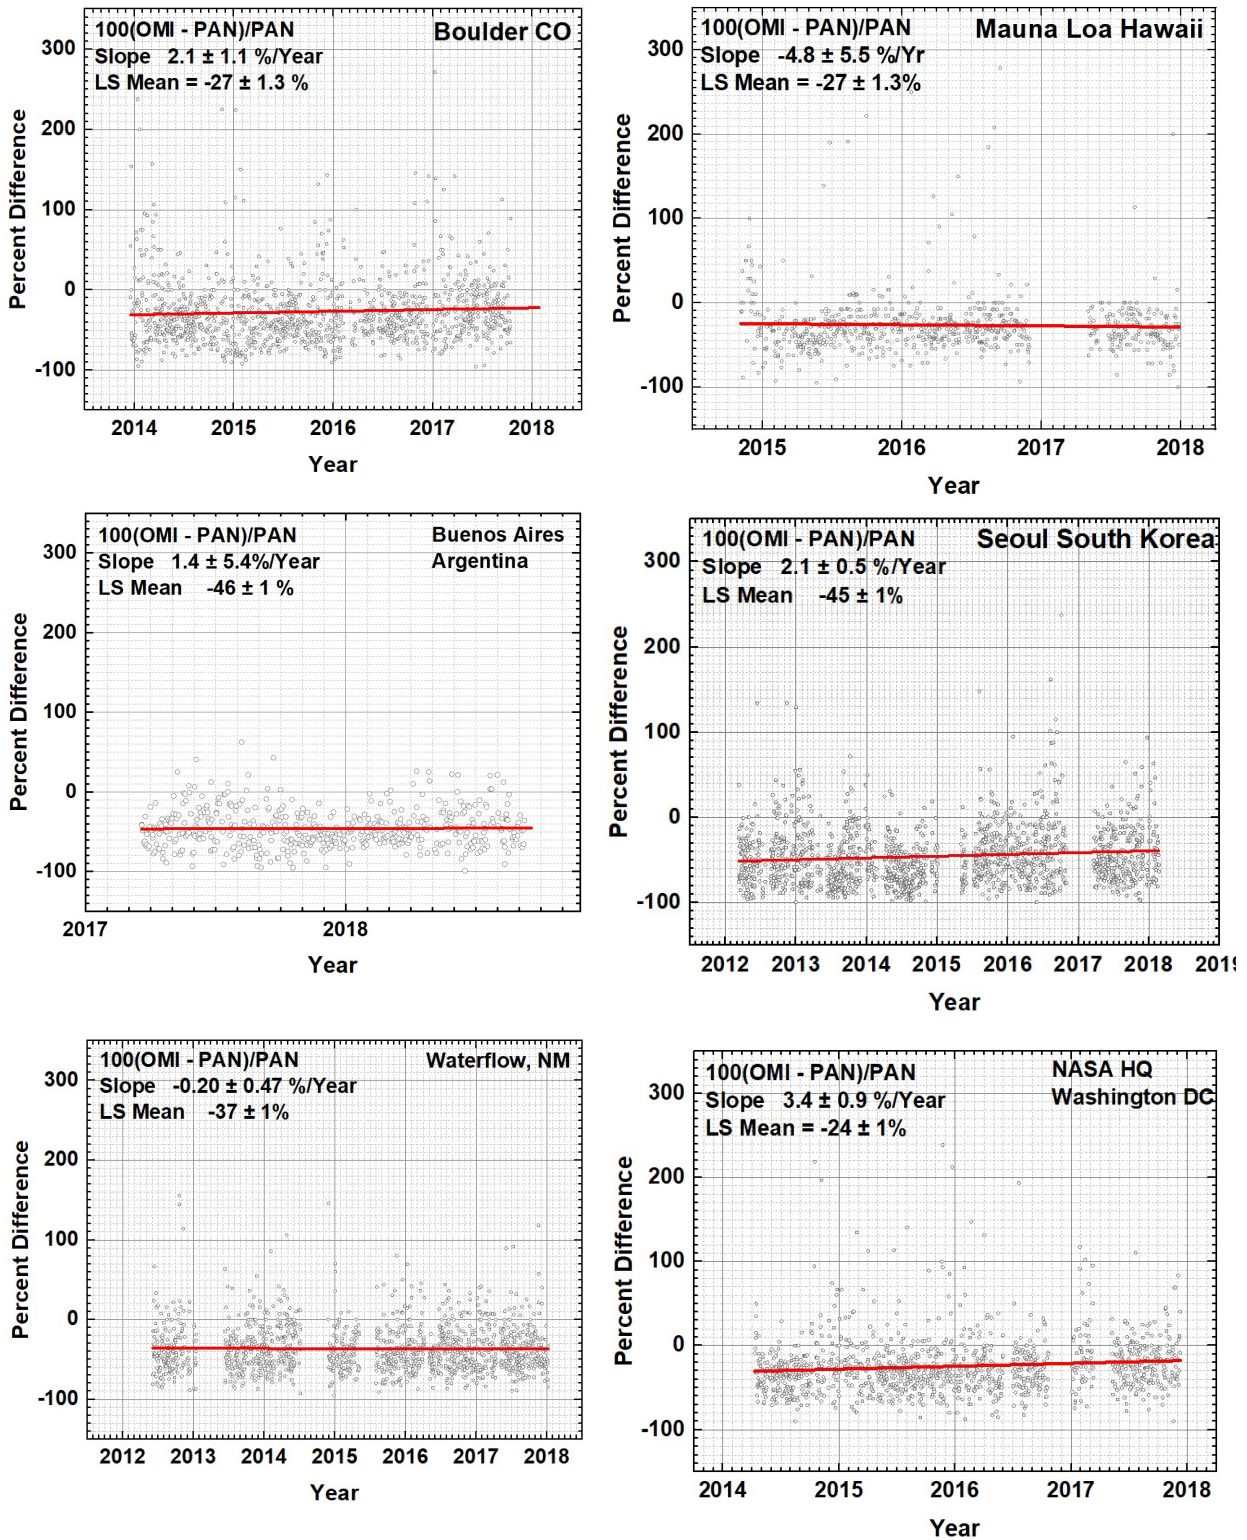 100(OMI - PAN)/PAN
Boulder CO
Slope 2.1 ± 1.1 %/Year
LS Mean = -27 ± 1.3 %
300
200
100
0
-100
Percent Difference
2014 2015 2016 2017 2018
Year
100(OMI - PAN)/PAN
Mauna Loa Hawaii
Slope -4.8 ± 5.5 %/Yr
LS Mean = -27 ± 1.3%
300
200
100
0
-100
Percent Difference
2015 2016 2017 2018
Year
100(OMI - PAN)/PAN
Buenos Aires
Argentina
Slope 1.4 ± 5.4%/Year
LS Mean -46 ± 1 %
300
200
100
0
-100
Percent Difference
2017 2018
Year
100(OMI - PAN)/PAN
Seoul South Korea
Slope 2.1 ± 0.5 %/Year
LS Mean -45 ± 1%
300
200
100
0
-100
Percent Difference
2012 2013 2014 2015 2016 2017 2018 2019
Year
100(OMI - PAN)/PAN
Waterflow, NM
Slope -0.20 ± 0.47 %/Year
LS Mean -37 ± 1%
300
200
100
0
-100
Percent Difference
2012 2013 2014 2015 2016 2017 2018
Year
100(OMI - PAN)/PAN
NASA HQ
Washington DC
Slope 3.4 ± 0.9 %/Year
LS Mean = -24 ± 1%
300
200
100
0
-100
Percent Difference
2014 2015 2016 2017 2018
Year